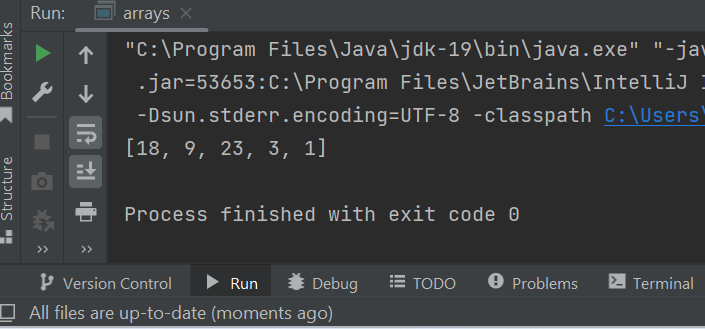 Run: arrays
Bookmarks
"C:\Program Files\Java\jdk-19\bin\java.exe" "-jav
.jar=53653:C:\Program Files\JetBrains\IntelliJ
-Dsun.stderr.encoding=UTF-8 -classpath C:\Users\
[18, 9, 23, 3, 1]
Structure
Process finished with exit code 0
Version Control Run Debug TODO Problems Terminal
All files are up-to-date (moments ago)